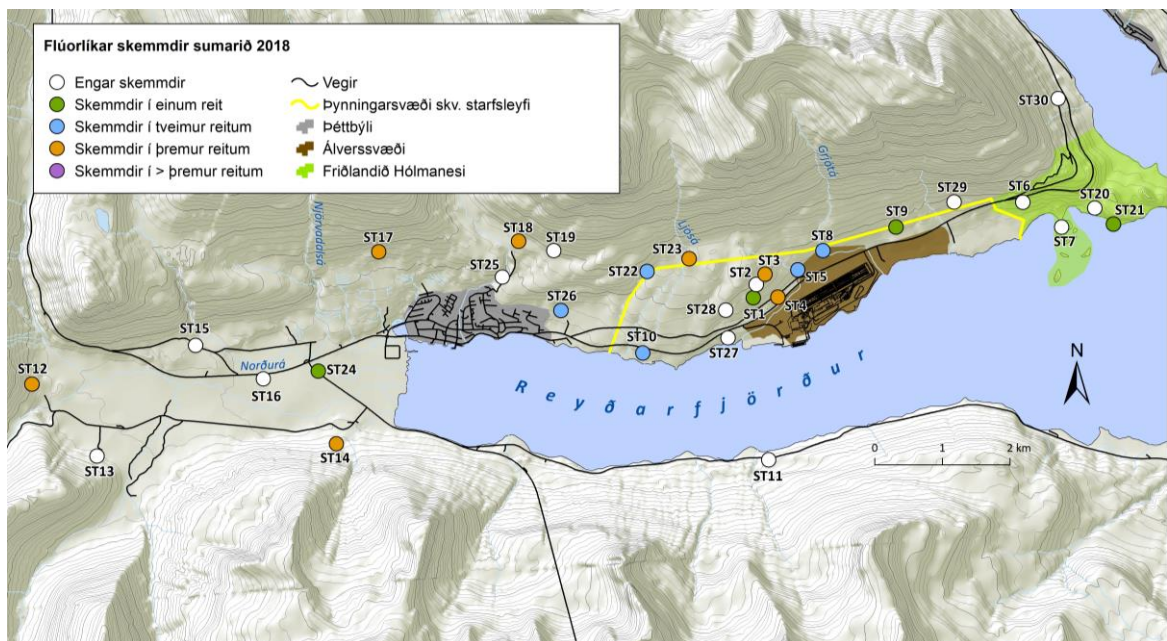 Flúorlíkar skemmdir sumarið 2018
Engar skemmdir
Skemmdir í einum reit
Skemmdir í tveimur reitum
Skemmdir í þremur reitum
Skemmdir í > þremur reitum
Vegir
Þynningarsvæði skv. starfsleyfi
Þéttbýli
Álverssvæði
Friðlandið Hólmanesi
ST30
Grjótá
ST29
ST6
ST20
ST21
Njörvadalsá
ST9
ST7
Ljósá
ST18
ST8
ST17
ST19
ST23
ST3
ST2
ST25
ST22
ST5
ST26
ST28
ST4
ST1
ST15
ST10
ST27
Norðurá
ST12
ST16
ST24
Reyðarfjörður
N
ST13
ST14
ST11
0
2 km